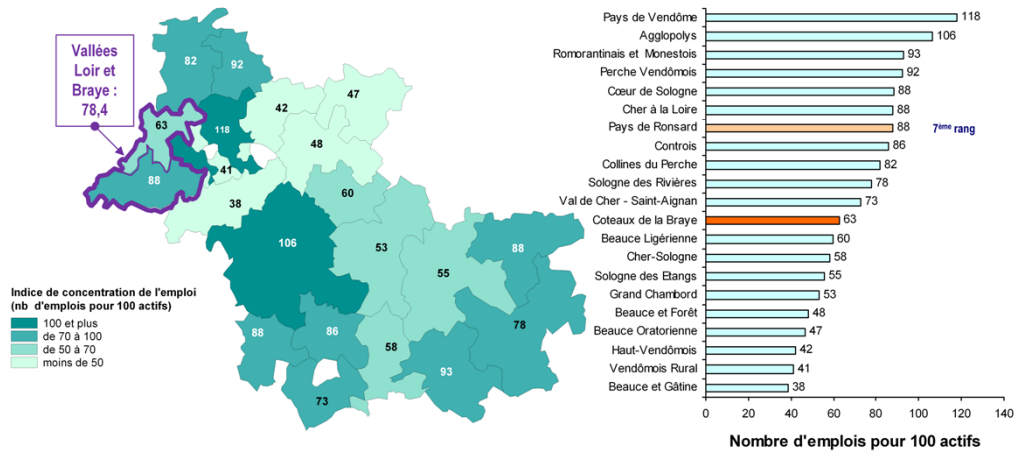 Vallées
Loir et
Braye :
78,4
82
92
47
42
63
118
48
41
88
38
60
106
53
88
55
88
86
78
58
93
73
Indice de concentration de l'emploi
(nb d'emplois pour 100 actifs)
100 et plus
de 70 à 100
de 50 à 70
moins de 50
Pays de Vendôme 118
Agglopolys 106
Romorantinais et Monestois 93
Perche Vendômois 92
Cœur de Sologne 88
Cher à la Loire 88
Pays de Ronsard 88 7ème rang
Controis 86
Collines du Perche 82
Sologne des Rivières 78
Val de Cher - Saint-Aignan 73
Coteaux de la Braye 63
Beauce Ligérienne 60
Cher-Sologne 58
Sologne des Etangs 55
Grand Chambord 53
Beauce et Forêt 48
Beauce Oratorienne 47
Haut-Vendômois 42
Vendômois Rural 41
Beauce et Gâtine 38
0 20 40 60 80 100 120 140
Nombre d'emplois pour 100 actifs